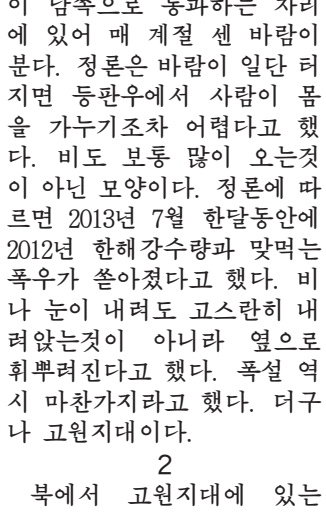 이 남쪽으로 통과하는 자리
에 있어 매 계절 센 바람이
분다. 정론은 바람이 일단 터
지면 등판우에서 사람이 몸
을 가누기조차 어렵다고 했
다. 비도 보통 많이 오는것
이 아닌 모양이다. 정론에 따
르면 2013년 7월 한달동안에
2012년 한해강수량과 맞먹는
폭우가 쏟아졌다고 했다. 비
나 눈이 내려도 고스란히 내
려앉는것이 아니라 옆으로
휘뿌려진다고 했다. 폭설 역
시 마찬가지라고 했다. 더구
나 고원지대이다.
2
북에서 고원지대에 있는